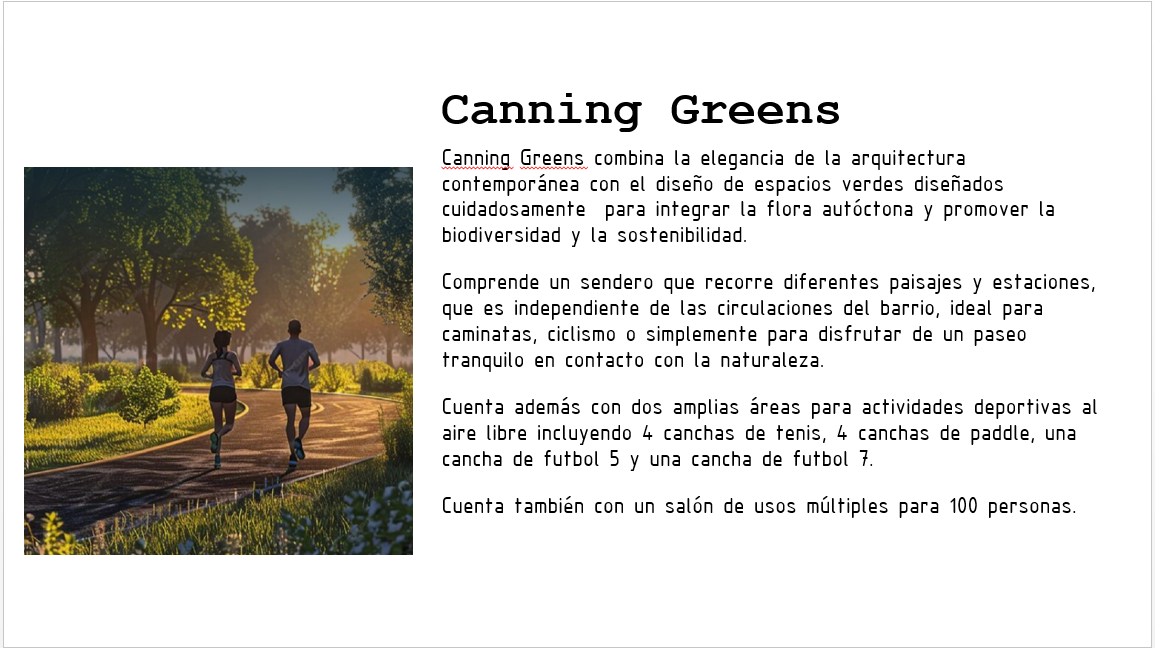 Canning Greens
Canning Greens combina la elegancia de la arquitectura
contemporánea con el diseño de espacios verdes diseñados
cuidadosamente  para integrar la flora autóctona y promover la
biodiversidad y la sostenibilidad.
Comprende un sendero que recorre diferentes paisajes y estaciones,
que es independiente de las circulaciones del barrio, ideal para
caminatas, ciclismo o simplemente para disfrutar de un paseo
tranquilo en contacto con la naturaleza.
Cuenta además con dos amplias áreas para actividades deportivas al
aire libre incluyendo 4 canchas de tenis, 4 canchas de paddle, una
cancha de futbol 5 y una cancha de futbol 7.
Cuenta también con un salón de usos múltiples para 100 personas.